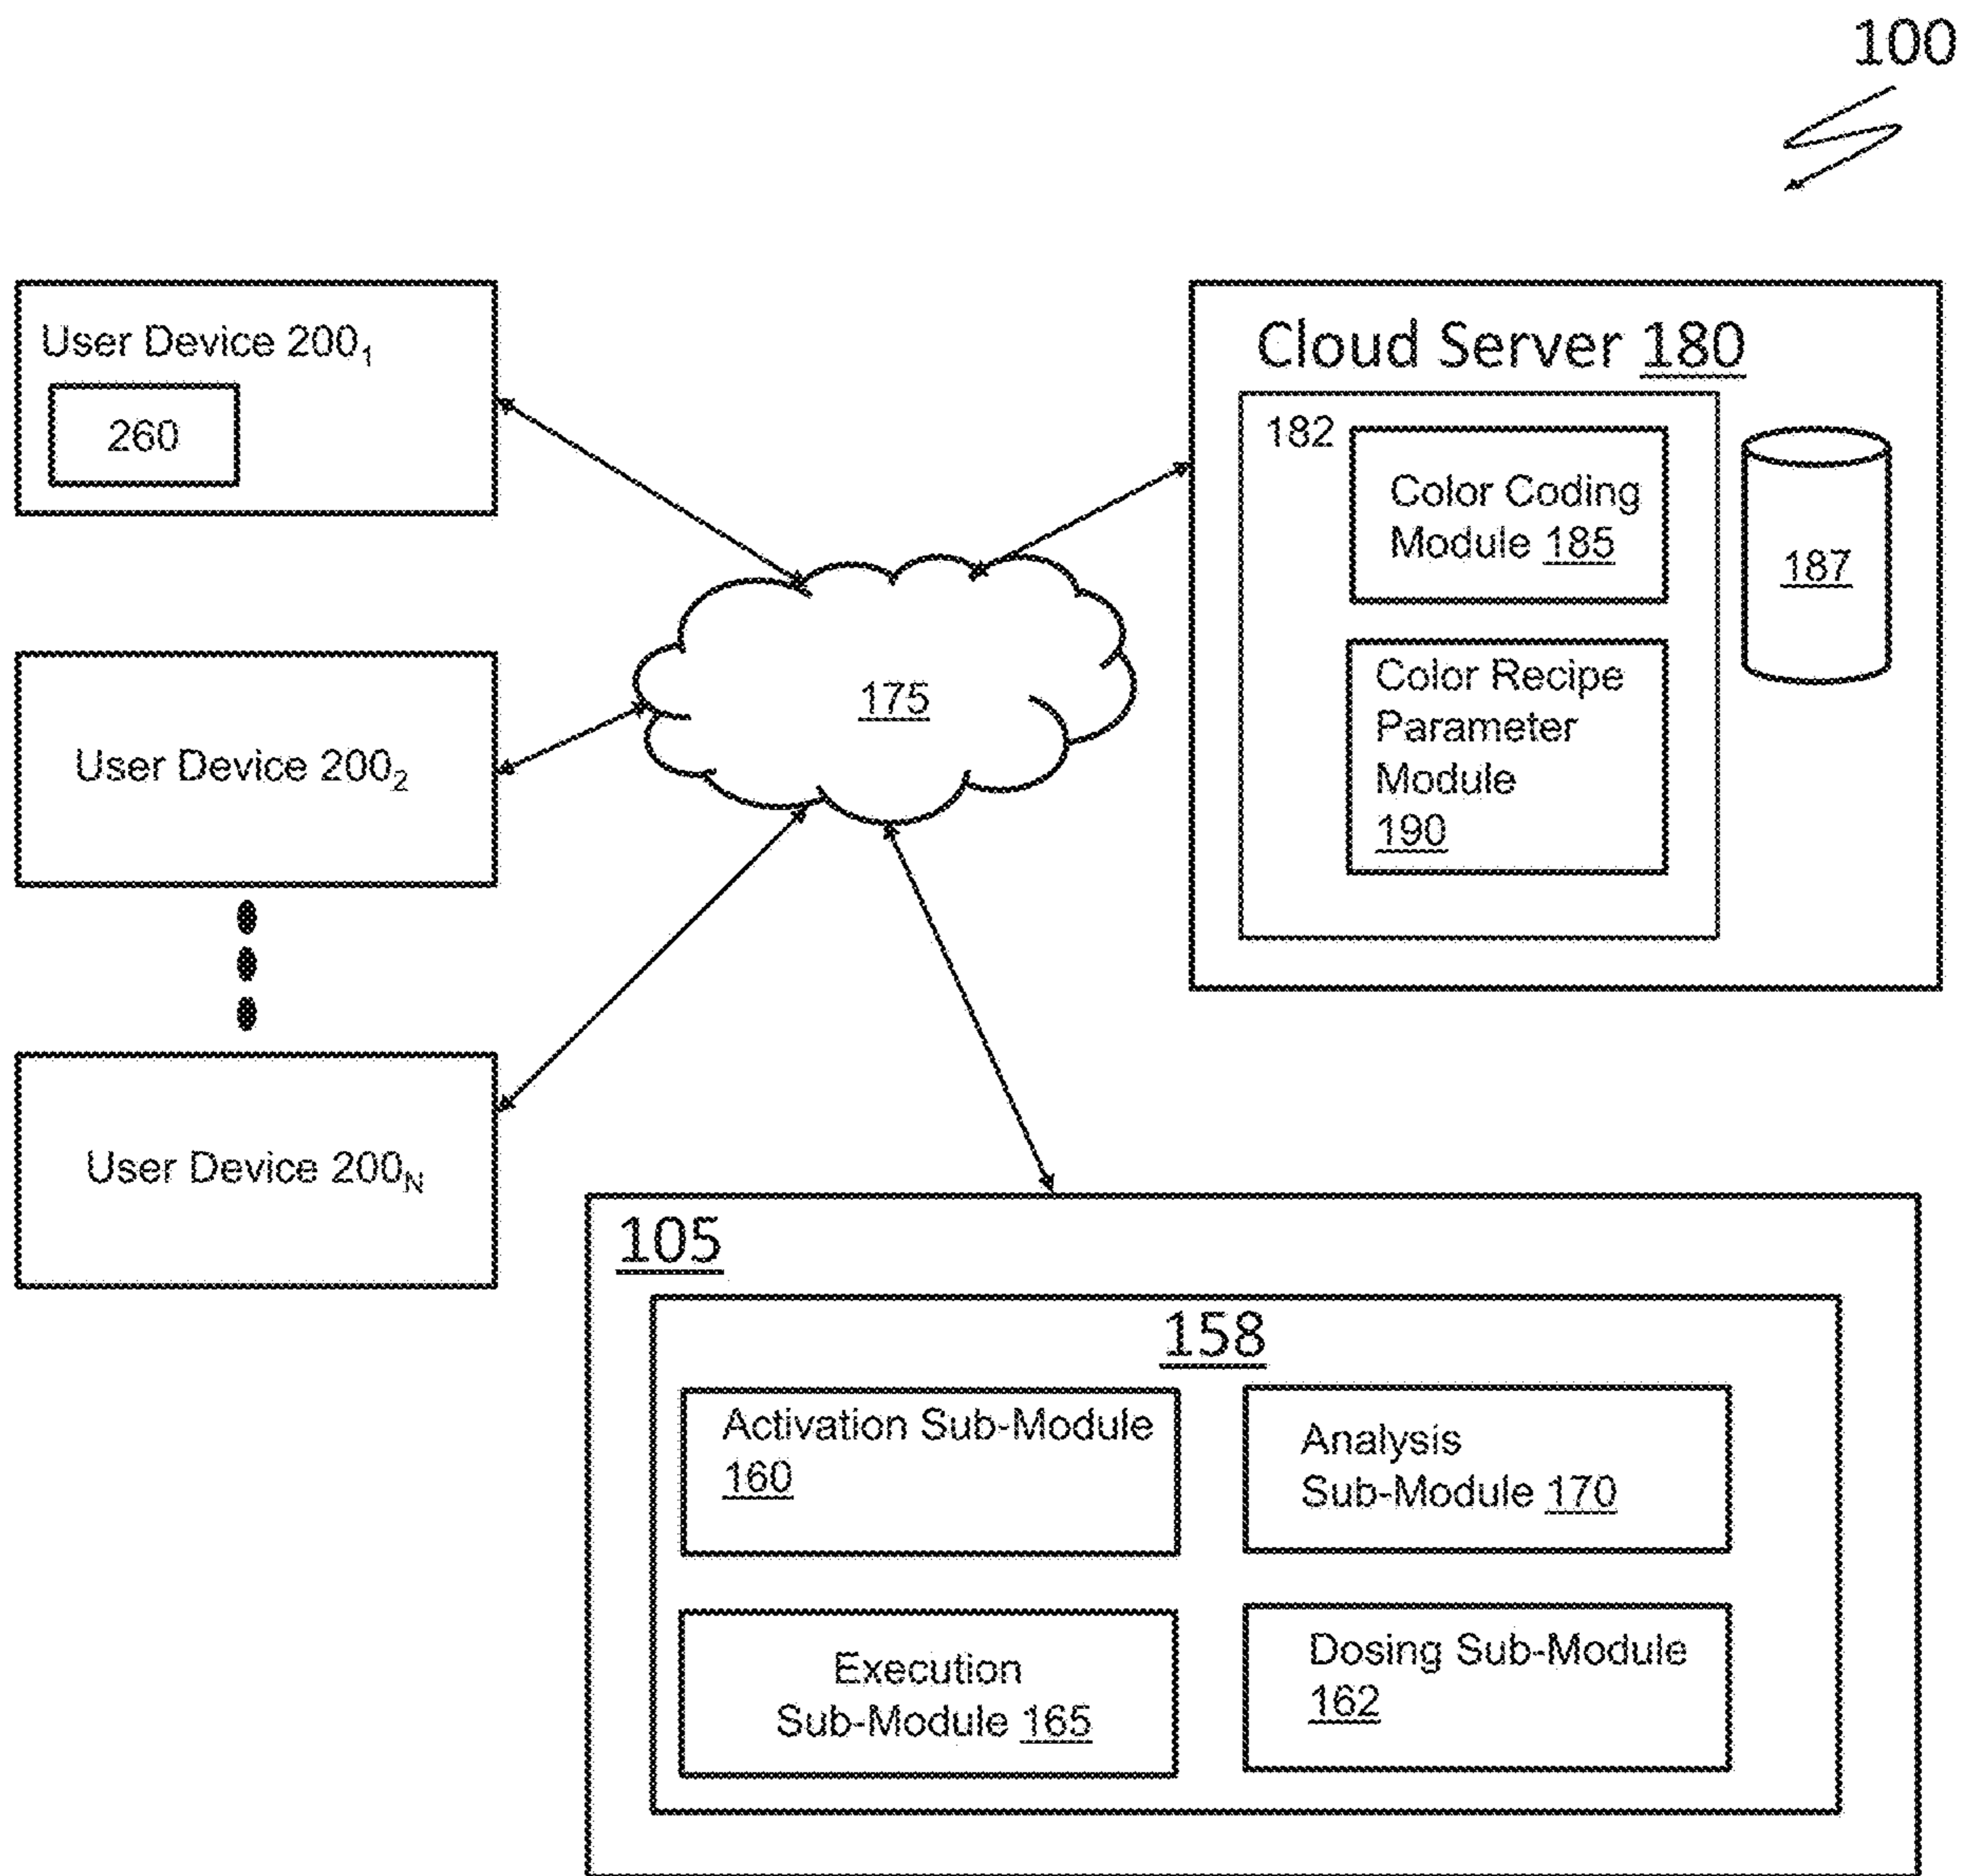 100
User Device 200₁
260
Cloud Server 180
182
Color Coding
Module 185
187
Color Recipe
Parameter
Module
190
175
User Device 200₂
User Device 200ₙ
105
158
Activation Sub-Module
160
Analysis
Sub-Module 170
Execution
Sub-Module 165
Dosing Sub-Module
162